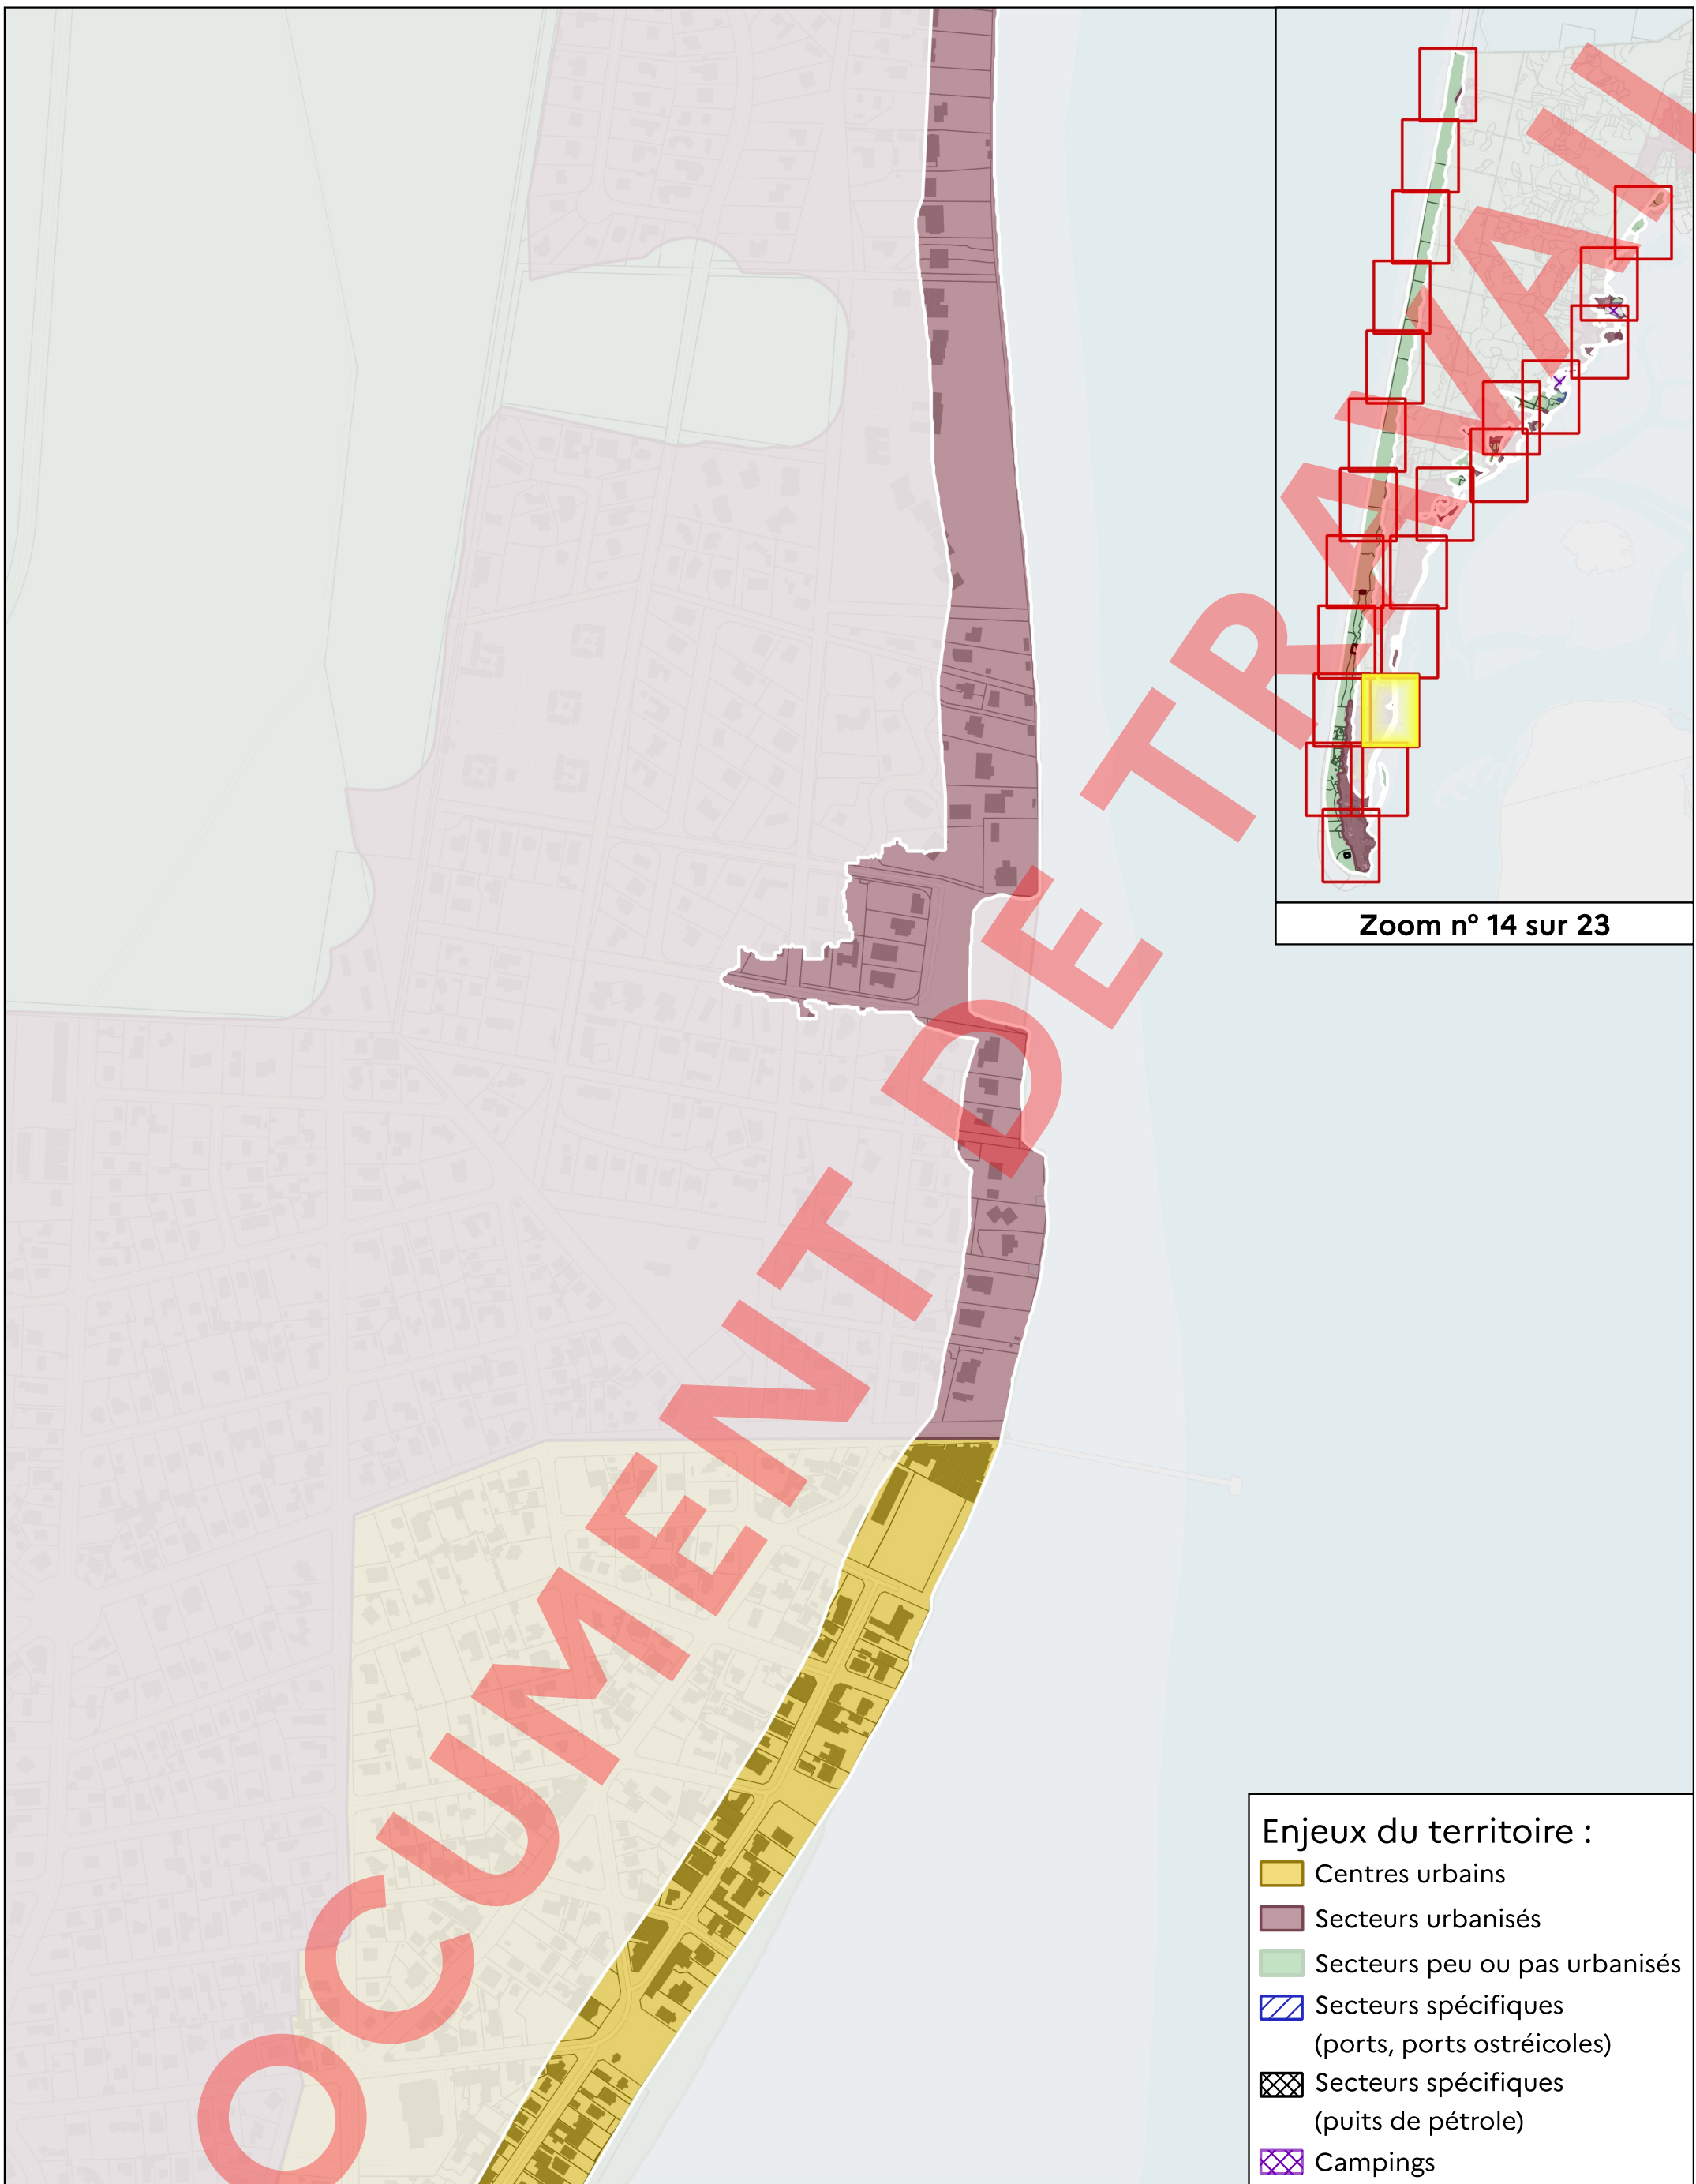 Zoom n° 14 sur 23
OCUMENT DE TRAVAIL
Enjeux du territoire :
Centres urbains
Secteurs urbanisés
Secteurs peu ou pas urbanisés
Secteurs spécifiques
(ports, ports ostréicoles)
Secteurs spécifiques
(puits de pétrole)
Campings